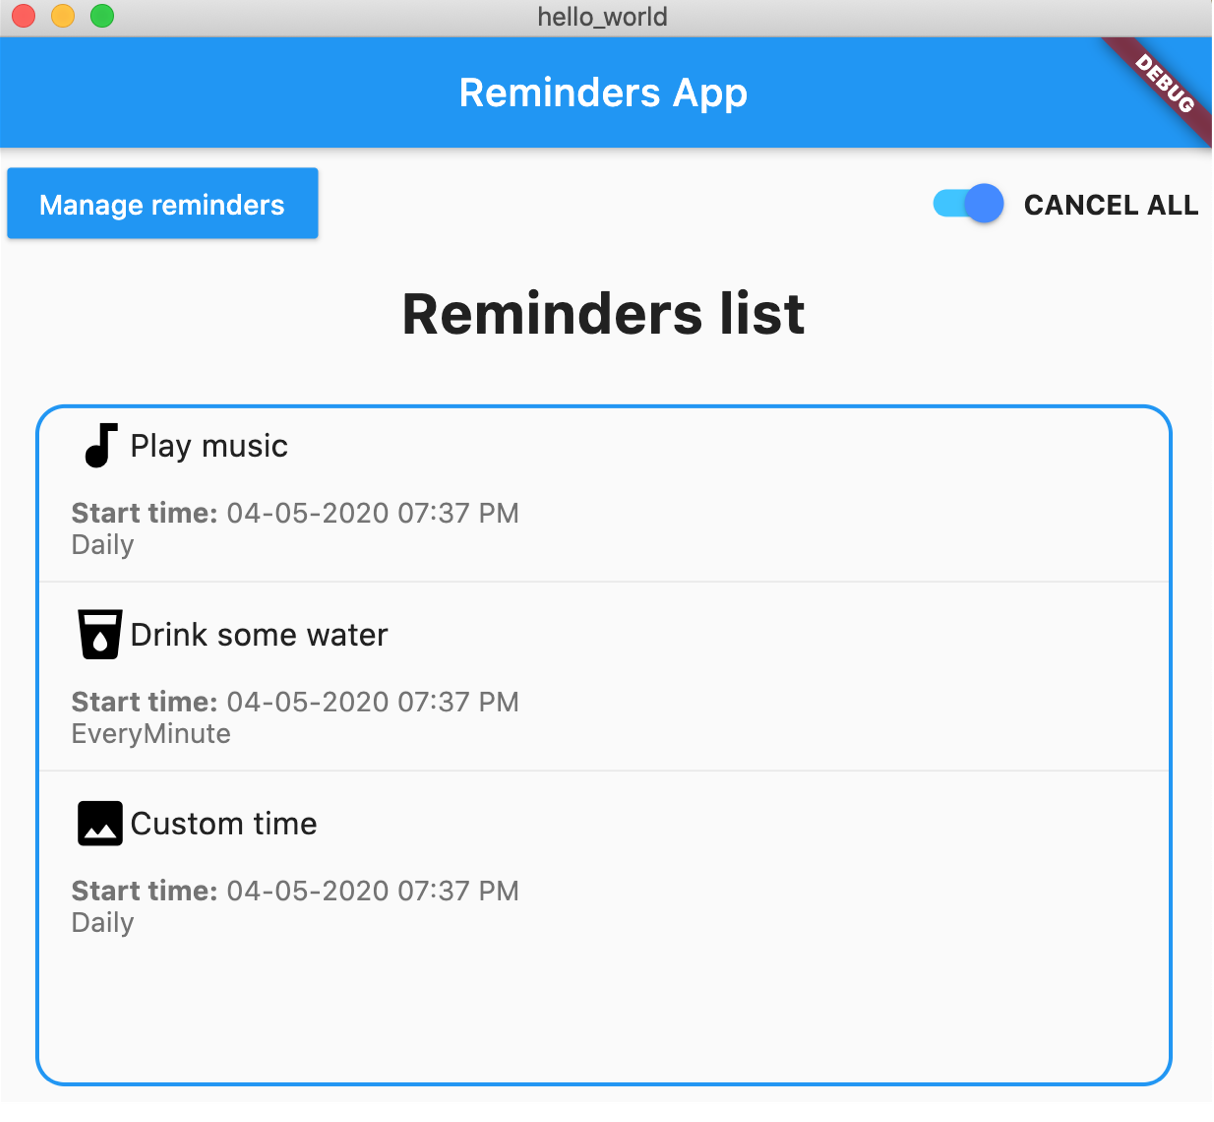 hello_world
Reminders App
DEBUG
Manage reminders
CANCEL ALL
Reminders list
Play music
Start time: 04-05-2020 07:37 PM
Daily
Drink some water
Start time: 04-05-2020 07:37 PM
EveryMinute
Custom time
Start time: 04-05-2020 07:37 PM
Daily